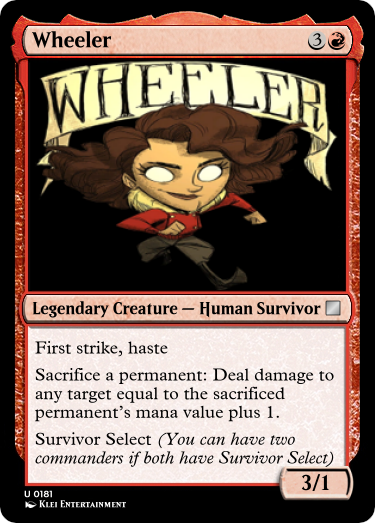 Wheeler 3
WHEELER
Legendary Creature — Human Survivor
First strike, haste
Sacrifice a permanent: Deal damage to
any target equal to the sacrificed
permanent's mana value plus 1.
Survivor Select (You can have two
commanders if both have Survivor Select)
3/1
U 0181
KLEI ENTERTAINMENT